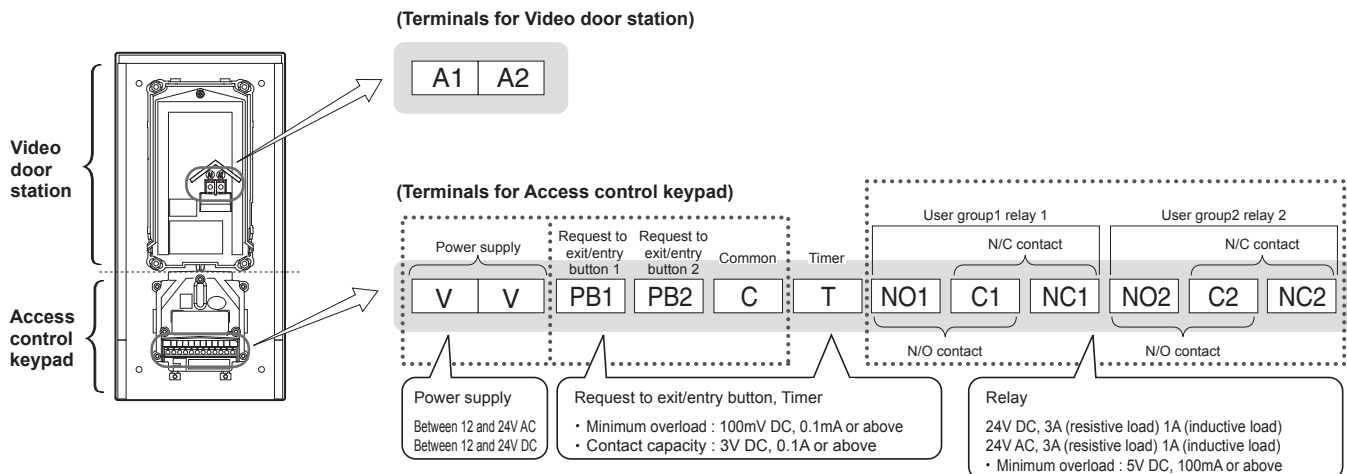 (Terminals for Video door station)
A1 A2
Video
door
station
(Terminals for Access control keypad)
User group1 relay 1 User group2 relay 2
Power supply
Request to
exit/entry
button 1
Request to
exit/entry
button 2
Common
Timer
N/C contact N/C contact
V V PB1 PB2 C T NO1 C1 NC1 NO2 C2 NC2
Access
control
keypad
N/O contact N/O contact
Power supply
Between 12 and 24V AC
Between 12 and 24V DC
Request to exit/entry button, Timer
・ Minimum overload : 100mV DC, 0.1mA or above
・ Contact capacity : 3V DC, 0.1A or above
Relay
24V DC, 3A (resistive load) 1A (inductive load)
24V AC, 3A (resistive load) 1A (inductive load)
・ Minimum overload : 5V DC, 100mA or above